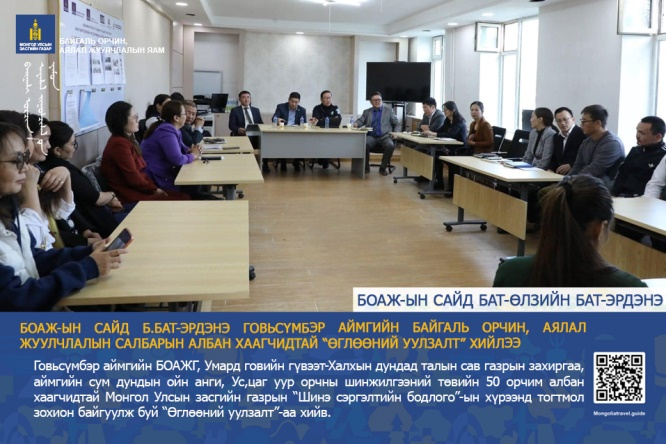 МОНГОЛ УЛСЫН
ЗАСГИЙН ГАЗАР
БАЙГАЛЬ ОРЧИН,
АЯЛАЛ ЖУУЛЧЛАЛЫН ЯАМ
БОАЖ-ЫН САЙД БАТ-ӨЛЗИЙН БАТ-ЭРДЭНЭ
БОАЖ-ЫН САЙД Б.БАТ-ЭРДЭНЭ ГОВЬСҮМБЭР АЙМГИЙН БАЙГАЛЬ ОРЧИН, АЯЛАЛ
ЖУУЛЧЛАЛЫН САЛБАРЫН АЛБАН ХААГЧИДТАЙ “ӨГЛӨӨНИЙ УУЛЗАЛТ” ХИЙЛЭЭ
Говьсүмбэр аймгийн БОАЖГ, Умард говийн гүвээт-Халхын дундад талын сав газрын захиргаа,
аймгийн сум дундын ойн анги, Ус,цаг уур орчны шинжилгээний төвийн 50 орчим албан
хаагчидтай Монгол Улсын засгийн газрын “Шинэ сэргэлтийн бодлого”-ын хүрээнд тогтмол
зохион байгуулж буй “Өглөөний уулзалт”-аа хийв.
Mongoliatravel.guide